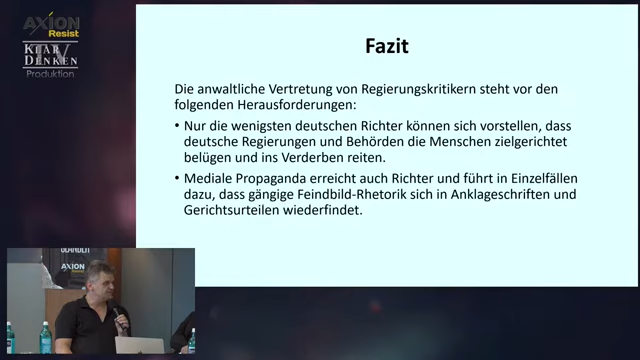 AXION
Resist
KLAR TV
DENKEN
Produktion
Fazit
Die anwaltliche Vertretung von Regierungskritikern steht vor den
folgenden Herausforderungen:
• Nur die wenigsten deutschen Richter können sich vorstellen, dass
deutsche Regierungen und Behörden die Menschen zielgerichtet
belügen und ins Verderben reiten.
• Mediale Propaganda erreicht auch Richter und führt in Einzelfällen
dazu, dass gängige Feindbild-Rhetorik sich in Anklageschriften und
Gerichtsurteilen wiederfindet.
AXION
Resist